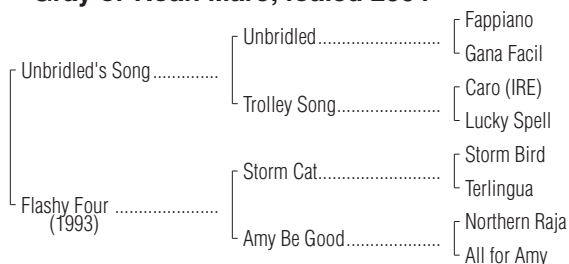 Gray or Roan Mare; foaled
Fappiano
Unbridled
Gana Facil
Unbridled's Song
Caro (IRE)
Trolley Song
Lucky Spell
Storm Bird
Storm Cat
Terlingua
Flashy Four
(1993)
Northern Raja
Amy Be Good
All for Amy